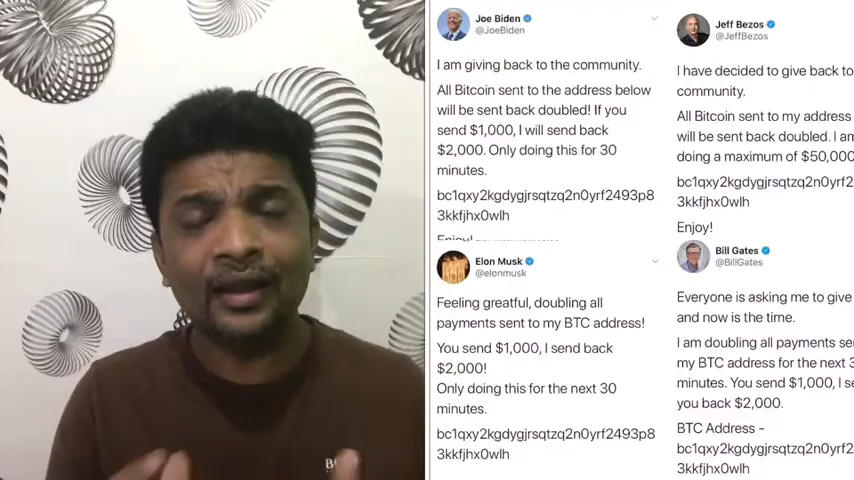 Joe Biden
@JoeBiden
I am giving back to the community.
All Bitcoin sent to the address below
will be sent back doubled! If you
send $1,000, I will send back
$2,000. Only doing this for 30
minutes.
bc1qxy2kgdygjrsqtzq2n0yrf2493p8
3kkfjhx0wlh
Jeff Bezos
@JeffBezos
I have decided to give back to
community.
All Bitcoin sent to my address
will be sent back doubled. I am
doing a maximum of $50,000
bc1qxy2kgdygjrsqtzq2n0yrf2
3kkfjhx0wlh
Enjoy!
Elon Musk
@elonmusk
Feeling greatful, doubling all
payments sent to my BTC address!
You send $1,000, I send back
$2,000!
Only doing this for the next 30
minutes.
bc1qxy2kgdygjrsqtzq2n0yrf2493p8
3kkfjhx0wlh
Bill Gates
@BillGates
Everyone is asking me to give
and now is the time.
I am doubling all payments se
my BTC address for the next 3
minutes. You send $1,000, I se
you back $2,000.
BTC Address -
bc1qxy2kgdygjrsqtzq2n0yrf2
3kkfjhx0wlh